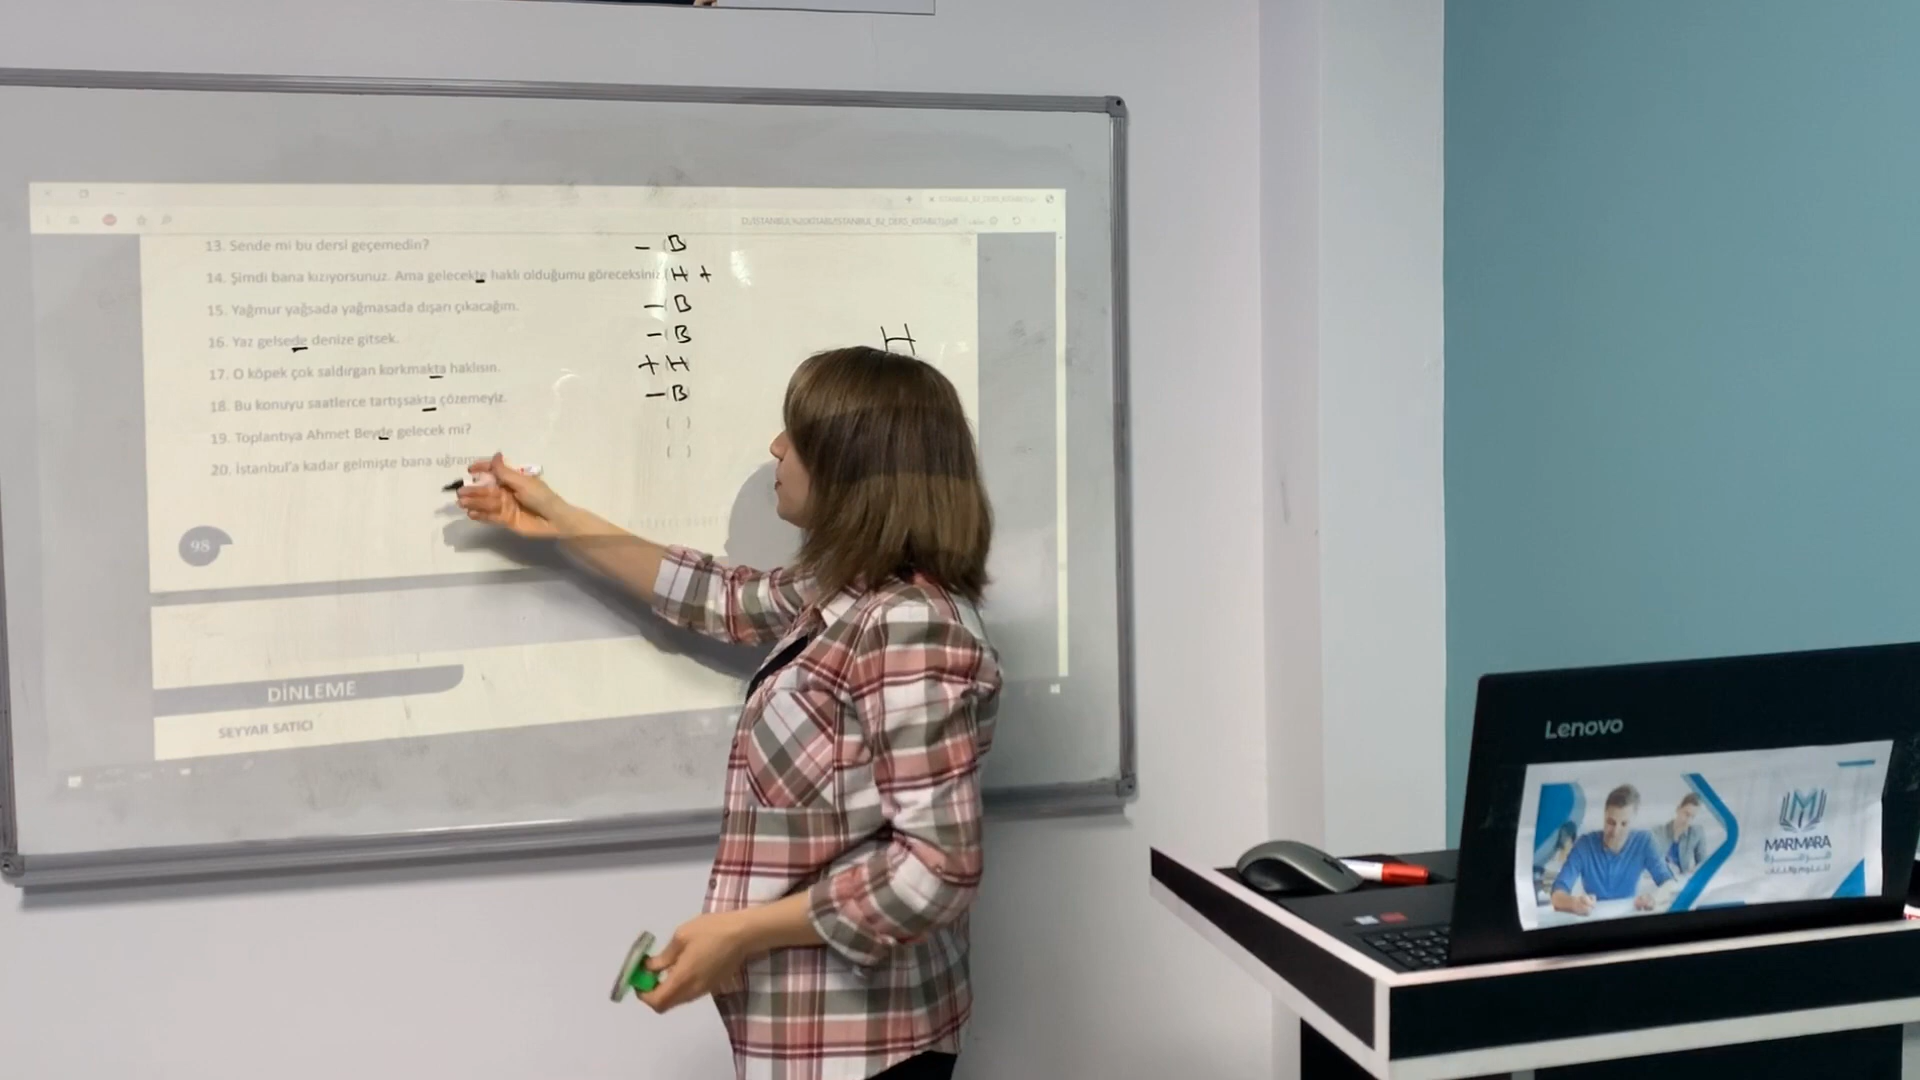 13. Sende mi bu dersi geçemedin? - ( B )
14. Şimdi bana kızıyorsunuz. Ama gelecekte haklı olduğumu göreceksiniz. ( H +
15. Yağmur yağsada yağmasada dışarı çıkacağım. - ( B
16. Yaz gelsede denize gitsek. - ( B )
H
17. O köpek çok saldırgan korkmakta haklısın. + ( H )
18. Bu konuyu saatlerce tartışsakta çözemeyiz. - ( B )
19. Toplantıya Ahmet Beyde gelecek mi? ( )
20. İstanbul'a kadar gelmişte bana ( )
98
DİNLEME
SEYYAR SATICI
Lenovo
MARMARA